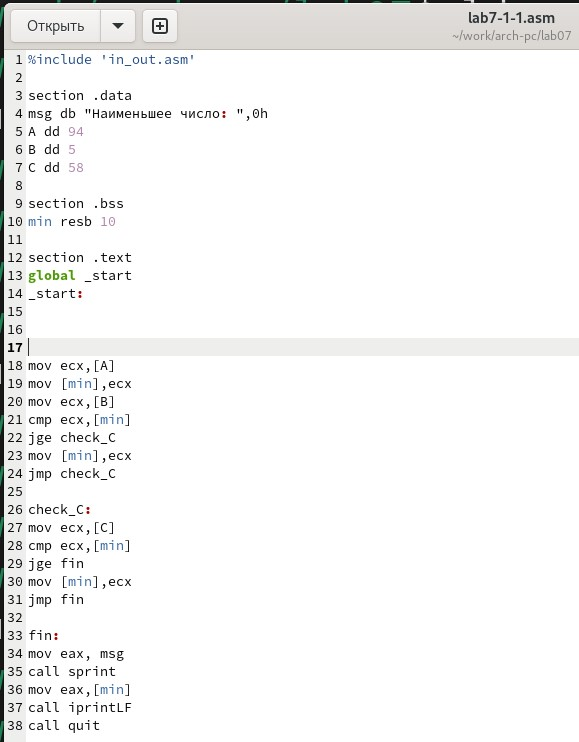 Открыть
lab7-1-1.asm
~/work/arch-pc/lab07
1 %include 'in_out.asm'
2
3 section .data
4 msg db "Наименьшее число: ",0h
5 A dd 94
6 B dd 5
7 C dd 58
8
9 section .bss
10 min resb 10
11
12 section .text
13 global _start
14 _start:
15
16
17
18 mov ecx,[A]
19 mov [min],ecx
20 mov ecx,[B]
21 cmp ecx,[min]
22 jge check_C
23 mov [min],ecx
24 jmp check_C
25
26 check_C:
27 mov ecx,[C]
28 cmp ecx,[min]
29 jge fin
30 mov [min],ecx
31 jmp fin
32
33 fin:
34 mov eax, msg
35 call sprint
36 mov eax,[min]
37 call iprintLF
38 call quit